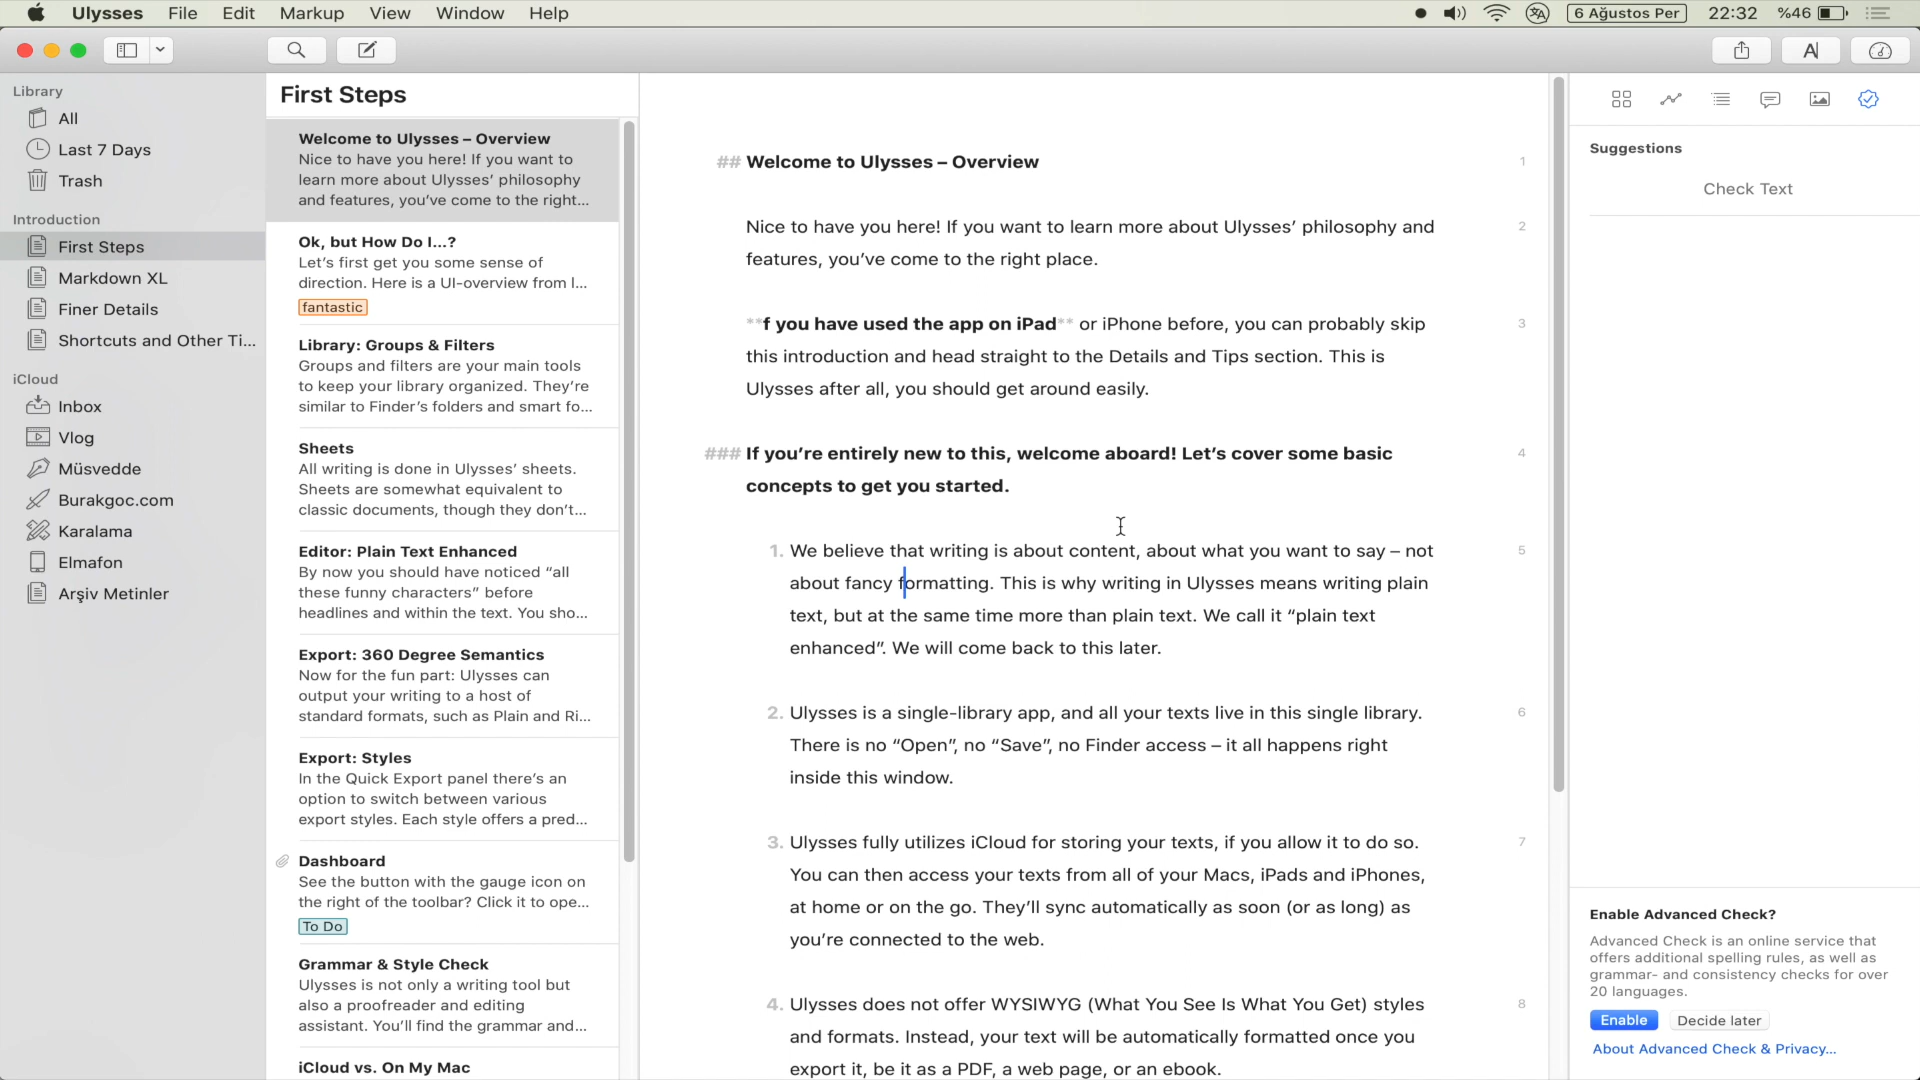 Ulysses File Edit Markup View Window Help 6 Ağustos Per 22:32 %46
Library
All
Last 7 Days
Trash
Introduction
First Steps
Markdown XL
Finer Details
Shortcuts and Other Ti...
iCloud
Inbox
Vlog
Müsvedde
Burakgoc.com
Karalama
Elmafon
Arşiv Metinler
First Steps
Welcome to Ulysses – Overview
Nice to have you here! If you want to
learn more about Ulysses’ philosophy
and features, you’ve come to the right...
Ok, but How Do I...?
Let’s first get you some sense of
direction. Here is a UI-overview from l...
fantastic
Library: Groups & Filters
Groups and filters are your main tools
to keep your library organized. They’re
similar to Finder’s folders and smart fo...
Sheets
All writing is done in Ulysses’ sheets.
Sheets are somewhat equivalent to
classic documents, though they don’t...
Editor: Plain Text Enhanced
By now you should have noticed “all
these funny characters” before
headlines and within the text. You sho...
Export: 360 Degree Semantics
Now for the fun part: Ulysses can
output your writing to a host of
standard formats, such as Plain and Ri...
Export: Styles
In the Quick Export panel there’s an
option to switch between various
export styles. Each style offers a pred...
Dashboard
See the button with the gauge icon on
the right of the toolbar? Click it to ope...
To Do
Grammar & Style Check
Ulysses is not only a writing tool but
also a proofreader and editing
assistant. You’ll find the grammar and...
iCloud vs. On My Mac
## Welcome to Ulysses – Overview 1
Nice to have you here! If you want to learn more about Ulysses’ philosophy and 2
features, you’ve come to the right place.
**f you have used the app on iPad** or iPhone before, you can probably skip 3
this introduction and head straight to the Details and Tips section. This is
Ulysses after all, you should get around easily.
### If you’re entirely new to this, welcome aboard! Let’s cover some basic 4
concepts to get you started.
1. We believe that writing is about content, about what you want to say – not 5
about fancy formatting. This is why writing in Ulysses means writing plain
text, but at the same time more than plain text. We call it “plain text
enhanced”. We will come back to this later.
2. Ulysses is a single-library app, and all your texts live in this single library. 6
There is no “Open”, no “Save”, no Finder access – it all happens right
inside this window.
3. Ulysses fully utilizes iCloud for storing your texts, if you allow it to do so. 7
You can then access your texts from all of your Macs, iPads and iPhones,
at home or on the go. They’ll sync automatically as soon (or as long) as
you’re connected to the web.
4. Ulysses does not offer WYSIWYG (What You See Is What You Get) styles 8
and formats. Instead, your text will be automatically formatted once you
export it, be it as a PDF, a web page, or an ebook.
Suggestions
Check Text
Enable Advanced Check?
Advanced Check is an online service that
offers additional spelling rules, as well as
grammar- and consistency checks for over
20 languages.
Enable Decide later
About Advanced Check & Privacy...